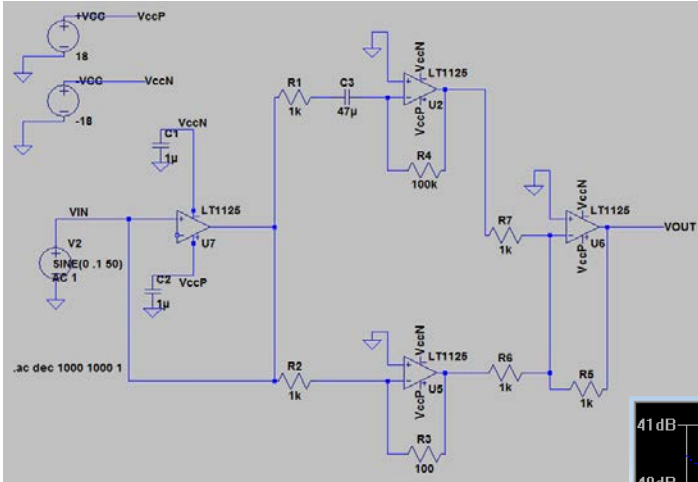 +VCC
VccP
18
-VCC
VccN
-18
R1
1k
C3
47µ
VccN
LT1125
U2
VccP
R4
100k
VccN
C1
1µ
LT1125
U7
VccP
C2
1µ
VIN
V2
SINE(0 .1 50)
AC 1
.ac dec 1000 1000 1
R7
1k
VccN
LT1125
U6
VccP
VOUT
R2
1k
VccN
LT1125
U5
VccP
R3
100
R6
1k
R5
1k
41dB